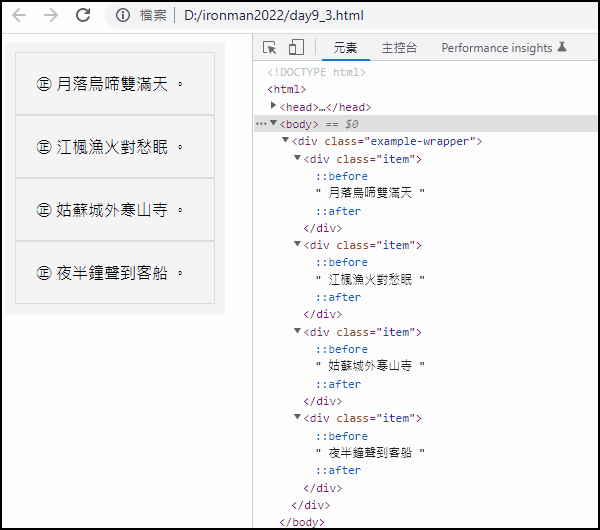 檔案 D:/ironman2022/day9_3.html
㊣ 月落烏啼雙滿天 。
㊣ 江楓漁火對愁眠 。
㊣ 姑蘇城外寒山寺 。
㊣ 夜半鐘聲到客船 。
元素 主控台 Performance insights
<!DOCTYPE html>
<html>
<head>…</head>
<body> == $0
<div class="example-wrapper">
<div class="item">
::before
" 月落烏啼雙滿天 "
::after
</div>
<div class="item">
::before
" 江楓漁火對愁眠 "
::after
</div>
<div class="item">
::before
" 姑蘇城外寒山寺 "
::after
</div>
<div class="item">
::before
" 夜半鐘聲到客船 "
::after
</div>
</div>
</body>